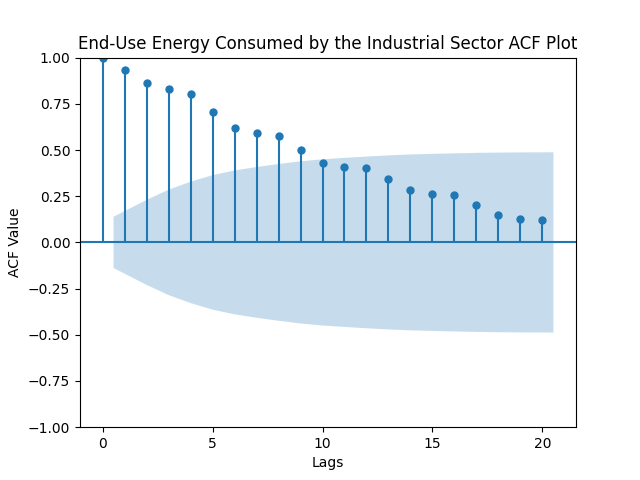 End-Use Energy Consumed by the Industrial Sector ACF Plot
1.00
0.75
0.50
0.25
0.00
−0.25
−0.50
−0.75
−1.00
ACF Value
0 5 10 15 20
Lags